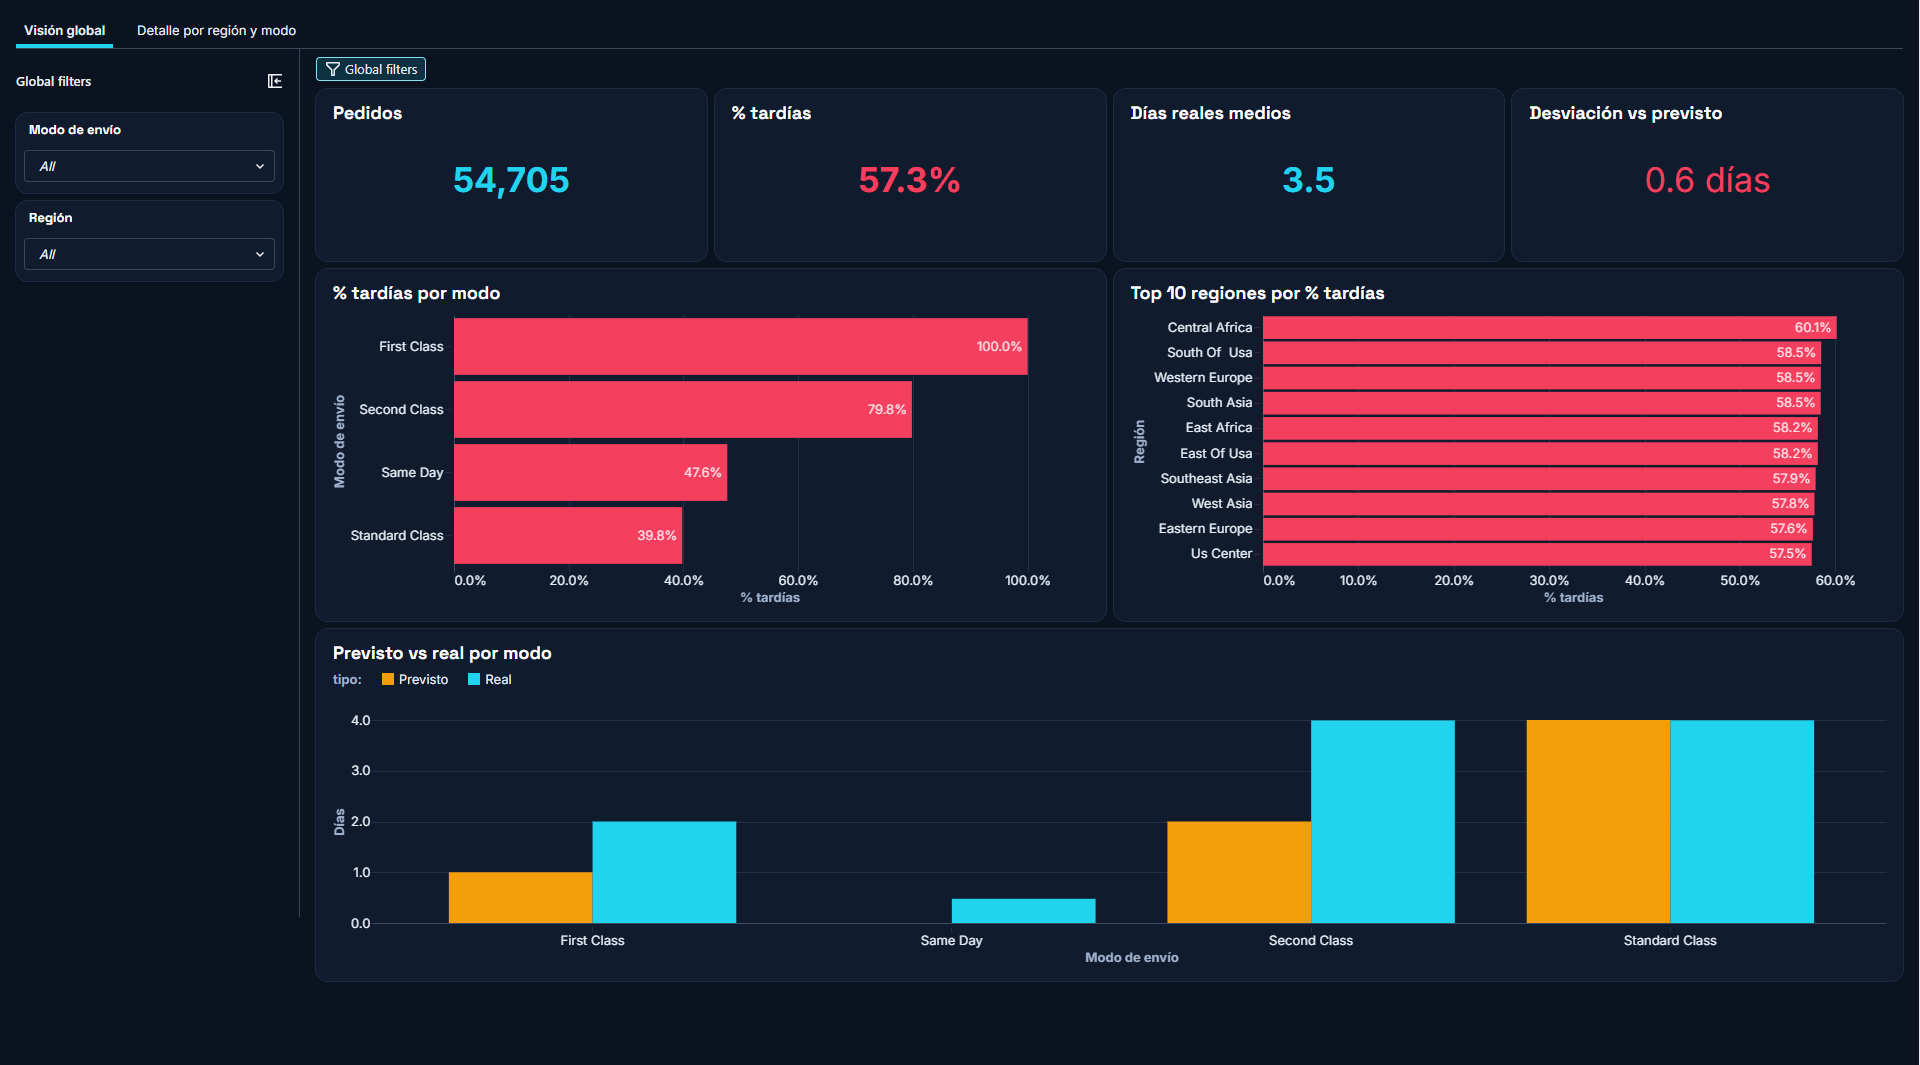 Visión global
Detalle por región y modo
Global filters
Modo de envío
All
Región
All
Global filters
Pedidos
54,705
% tardías
57.3%
Días reales medios
3.5
Desviación vs previsto
0.6 días
% tardías por modo
Modo de envío
First Class
100.0%
Second Class
79.8%
Same Day
47.6%
Standard Class
39.8%
0.0% 20.0% 40.0% 60.0% 80.0% 100.0%
% tardías
Top 10 regiones por % tardías
Región
Central Africa 60.1%
South Of  Usa 58.5%
Western Europe 58.5%
South Asia 58.5%
East Africa 58.2%
East Of Usa 58.2%
Southeast Asia 57.9%
West Asia 57.8%
Eastern Europe 57.6%
Us Center 57.5%
0.0% 10.0% 20.0% 30.0% 40.0% 50.0% 60.0%
% tardías
Previsto vs real por modo
tipo: Previsto Real
Días
4.0
3.0
2.0
1.0
0.0
First Class Same Day Second Class Standard Class
Modo de envío